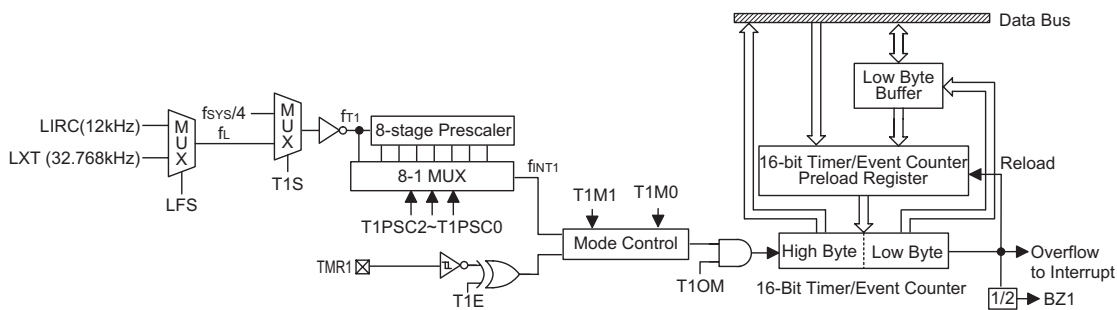 Data Bus
Low Byte
Buffer
fSYS/4
fL
LIRC(12kHz)
LXT (32.768kHz)
MUX
LFS
MUX
T1S
fT1
8-stage Prescaler
8-1 MUX
fINT1
T1PSC2~T1PSC0
16-bit Timer/Event Counter
Preload Register
Reload
T1M1
T1M0
Mode Control
TMR1
T1E
T1OM
High Byte
Low Byte
16-Bit Timer/Event Counter
Overflow
to Interrupt
1/2
BZ1